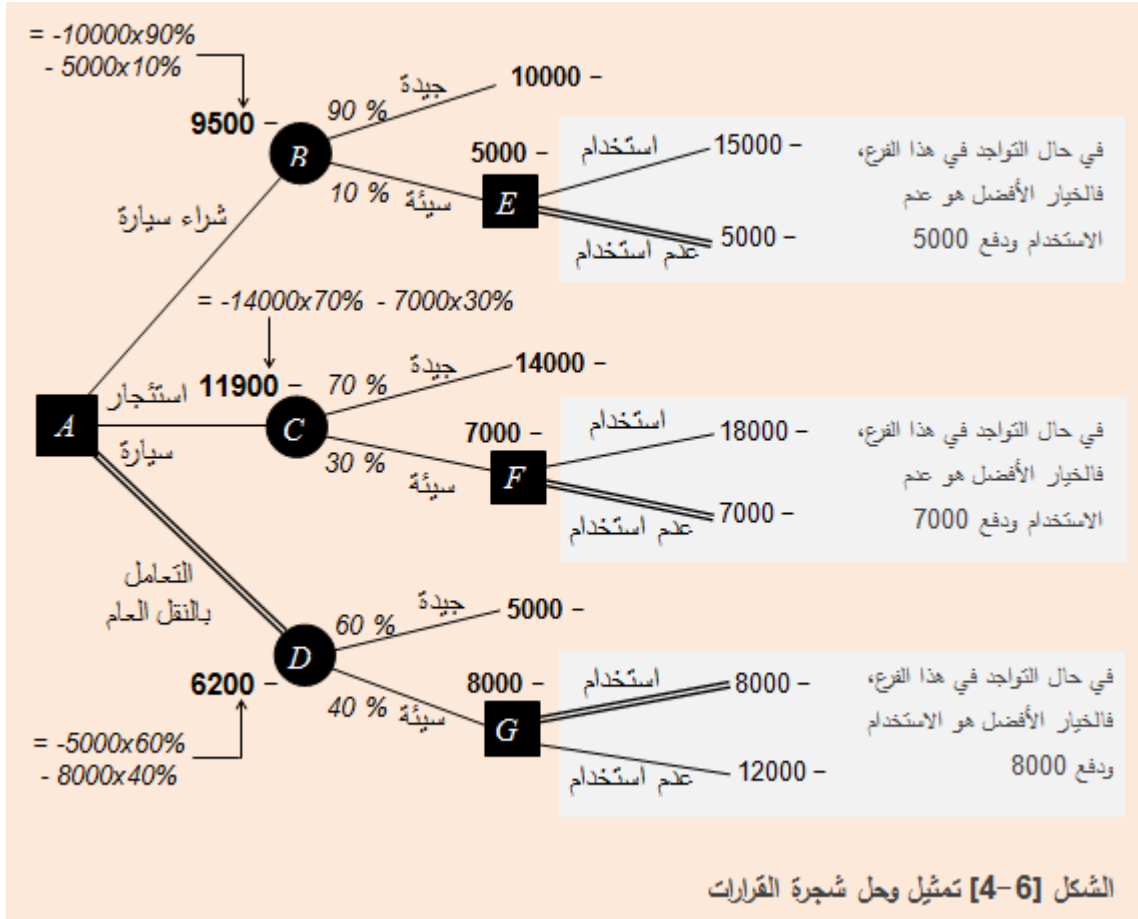 = -10000x90%
- 5000x10%
9500 –
B
90 %
جيدة
10000 –
10 %
سيئة
5000 –
E
استخدام
15000 –
عدم استخدام
5000 –
في حال التواجد في هذا الفرع،
فالخيار الأفضل هو عدم
الاستخدام ودفع 5000
شراء سيارة
= -14000x70% - 7000x30%
A
استئجار
سيارة
11900 –
C
70 %
جيدة
14000 –
30 %
سيئة
7000 –
F
استخدام
18000 –
عدم استخدام
7000 –
في حال التواجد في هذا الفرع،
فالخيار الأفضل هو عدم
الاستخدام ودفع 7000
التعامل
بالنقل العام
D
6200 –
= -5000x60%
- 8000x40%
60 %
جيدة
5000 –
40 %
سيئة
8000 –
G
استخدام
8000 –
عدم استخدام
12000 –
في حال التواجد في هذا الفرع،
فالخيار الأفضل هو الاستخدام
ودفع 8000
الشكل [6-4] تمثيل وحل شجرة القرارات